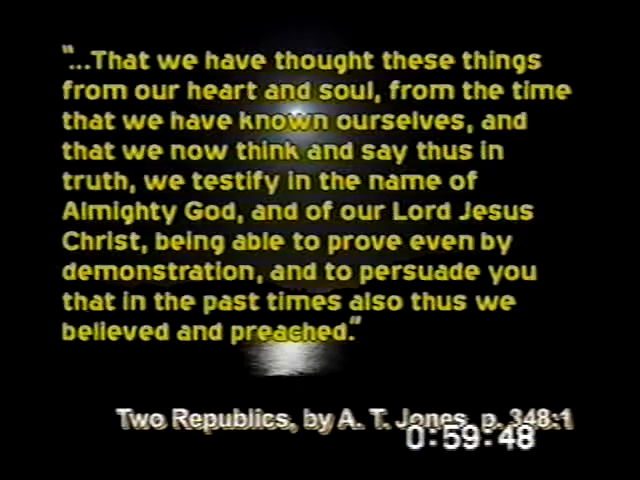 "...That we have thought these things
from our heart and soul, from the time
that we have known ourselves, and
that we now think and say thus in
truth, we testify in the name of
Almighty God, and of our Lord Jesus
Christ, being able to prove even by
demonstration, and to persuade you
that in the past times also thus we
believed and preached."
Two Republics, by A. T. Jones, p. 348:1
0:59:48